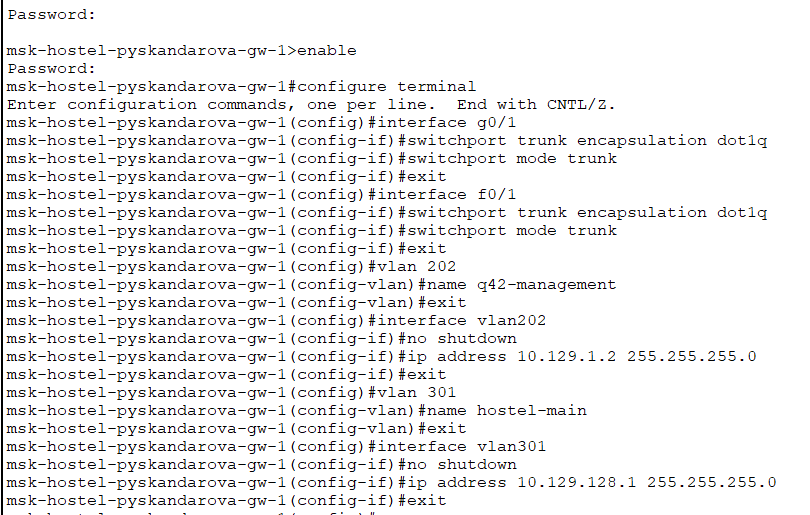 Password:
msk-hostel-pyskandarova-gw-1>enable
Password:
msk-hostel-pyskandarova-gw-1#configure terminal
Enter configuration commands, one per line.  End with CNTL/Z.
msk-hostel-pyskandarova-gw-1(config)#interface g0/1
msk-hostel-pyskandarova-gw-1(config-if)#switchport trunk encapsulation dot1q
msk-hostel-pyskandarova-gw-1(config-if)#switchport mode trunk
msk-hostel-pyskandarova-gw-1(config-if)#exit
msk-hostel-pyskandarova-gw-1(config)#interface f0/1
msk-hostel-pyskandarova-gw-1(config-if)#switchport trunk encapsulation dot1q
msk-hostel-pyskandarova-gw-1(config-if)#switchport mode trunk
msk-hostel-pyskandarova-gw-1(config-if)#exit
msk-hostel-pyskandarova-gw-1(config)#vlan 202
msk-hostel-pyskandarova-gw-1(config-vlan)#name q42-management
msk-hostel-pyskandarova-gw-1(config-vlan)#exit
msk-hostel-pyskandarova-gw-1(config)#interface vlan202
msk-hostel-pyskandarova-gw-1(config-if)#no shutdown
msk-hostel-pyskandarova-gw-1(config-if)#ip address 10.129.1.2 255.255.255.0
msk-hostel-pyskandarova-gw-1(config-if)#exit
msk-hostel-pyskandarova-gw-1(config)#vlan 301
msk-hostel-pyskandarova-gw-1(config-vlan)#name hostel-main
msk-hostel-pyskandarova-gw-1(config-vlan)#exit
msk-hostel-pyskandarova-gw-1(config)#interface vlan301
msk-hostel-pyskandarova-gw-1(config-if)#no shutdown
msk-hostel-pyskandarova-gw-1(config-if)#ip address 10.129.128.1 255.255.255.0
msk-hostel-pyskandarova-gw-1(config-if)#exit